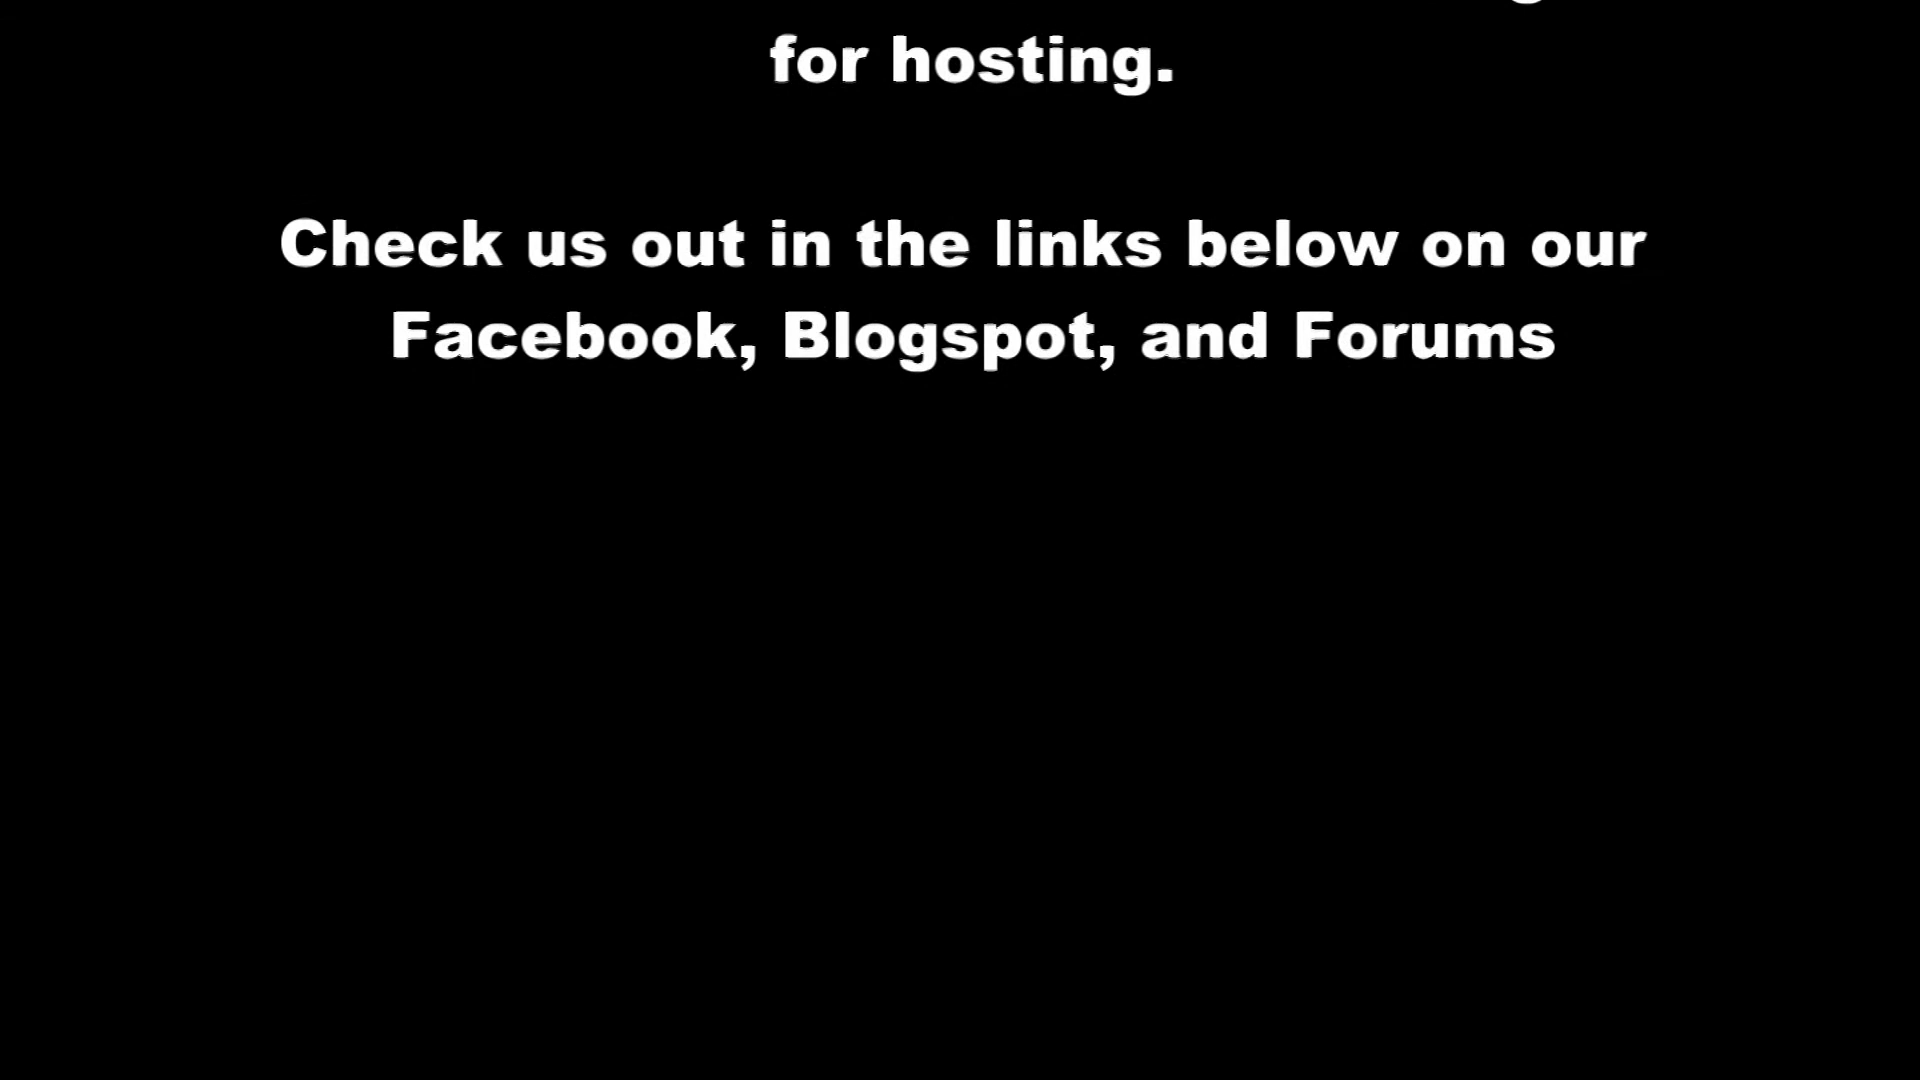 for hosting.
Check us out in the links below on our
Facebook, Blogspot, and Forums